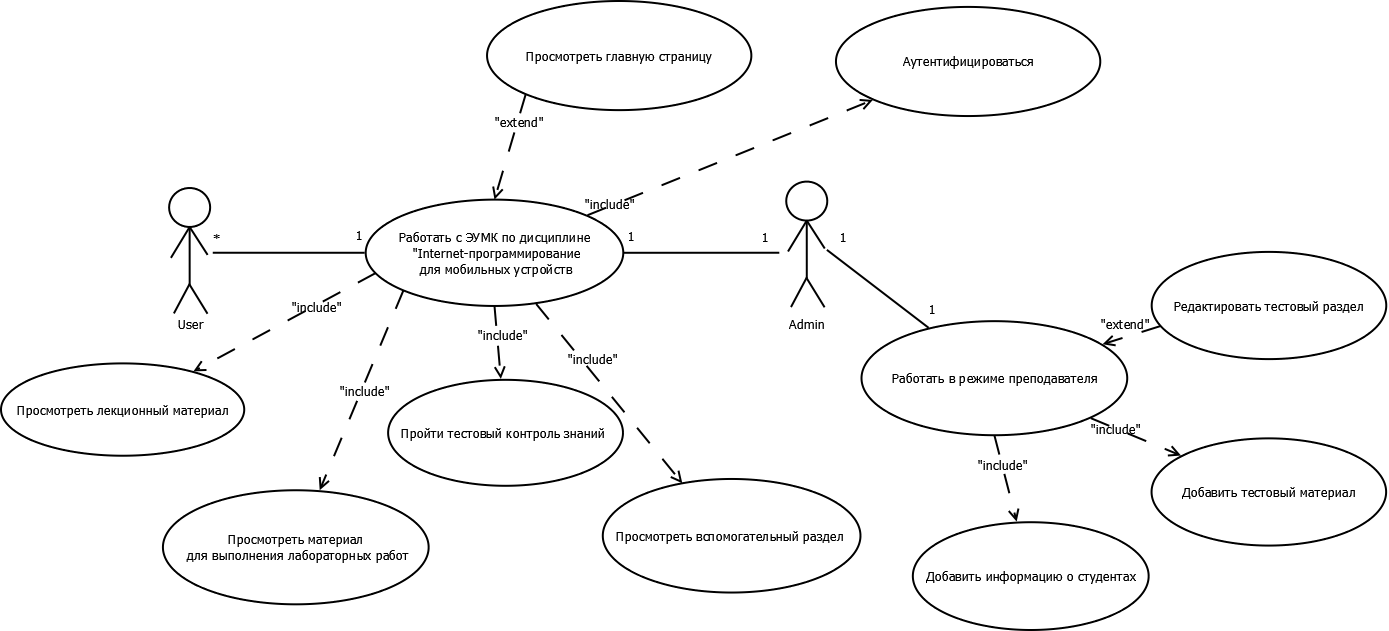 Просмотреть главную страницу
Аутентифицироваться
"extend"
"include"
*
1
Работать с ЭУМК по дисциплине
"Internet-программирование
для мобильных устройств
1
1
1
User
Admin
"include"
"include"
"include"
"include"
1
"extend"
Редактировать тестовый раздел
Работать в режиме преподавателя
Просмотреть лекционный материал
Пройти тестовый контроль знаний
"include"
"include"
Добавить тестовый материал
Просмотреть материал
для выполнения лабораторных работ
Просмотреть вспомогательный раздел
Добавить информацию о студентах